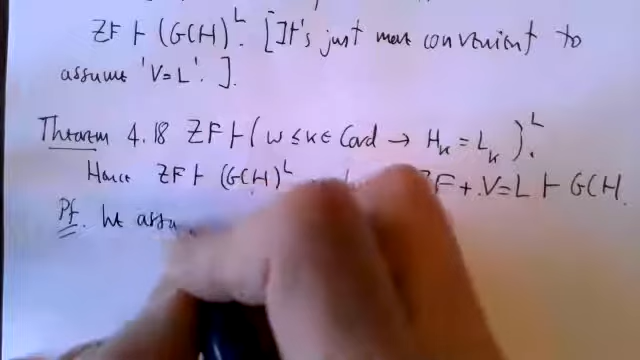 ZF ⊢ (GCH)^L. [It's just more convenient to
assume 'V=L'.].
Theorem 4.18 ZF ⊢ (ω ≤ κ ∈ Card → H_κ = L_κ)^L.
Hence ZF ⊢ (GCH)^L ZF + V=L ⊢ GCH.
Pf. We assu